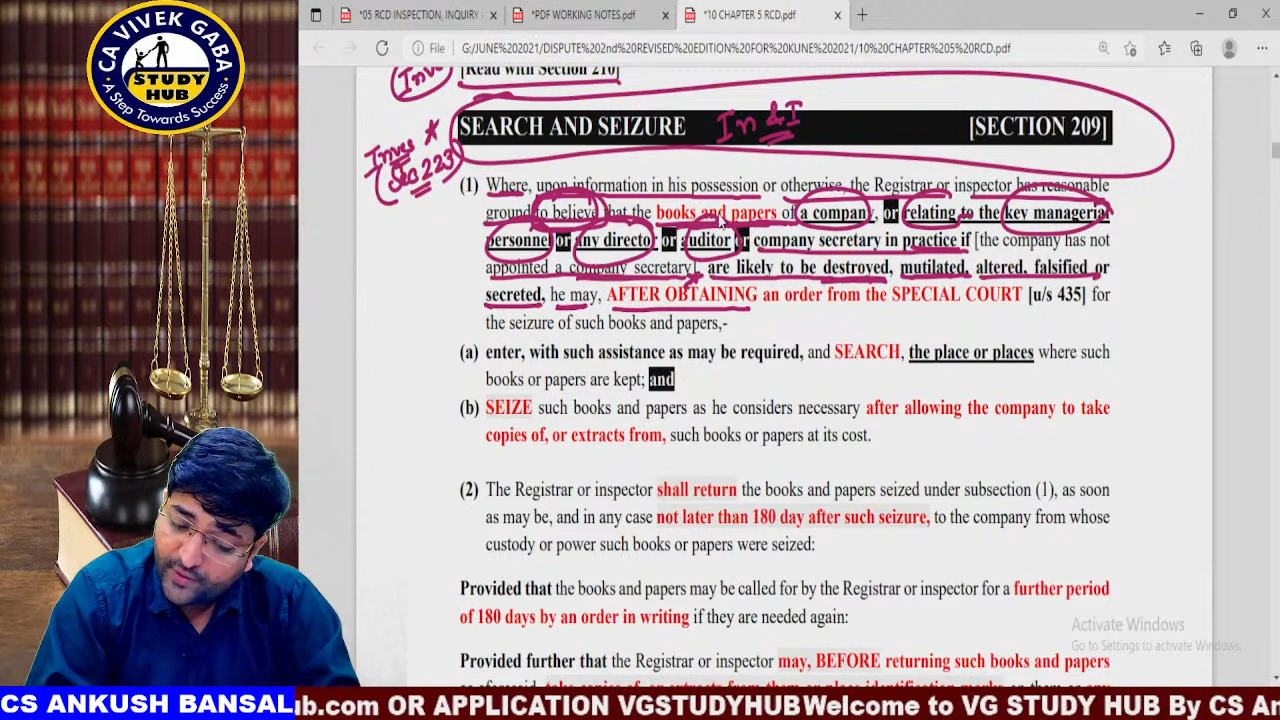 *05 RCD INSPECTION, INQUIRY
*PDF WORKING NOTES.pdf
*10 CHAPTER 5 RCD.pdf
File
G:/JUNE%202021/DISPUTE%202nd%20REVISED%20EDITION%20FOR%20KUNE%202021/10%20CHAPTER%205%20RCD.pdf
CA VIVEK GABA
STUDY
HUB
A Step Towards Success
[Read with Section 210]
SEARCH AND SEIZURE In & I [SECTION 209]
Inves
(Sec 223)
(1) Where, upon information in his possession or otherwise, the Registrar or inspector has reasonable
ground to believe that the books and papers of a company, or relating to the key managerial
personnel or any director or auditor or company secretary in practice if [the company has not
appointed a company secretary], are likely to be destroyed, mutilated, altered, falsified or
secreted, he may, AFTER OBTAINING an order from the SPECIAL COURT [u/s 435] for
the seizure of such books and papers,-
(a) enter, with such assistance as may be required, and SEARCH, the place or places where such
books or papers are kept; and
(b) SEIZE such books and papers as he considers necessary after allowing the company to take
copies of, or extracts from, such books or papers at its cost.
(2) The Registrar or inspector shall return the books and papers seized under subsection (1), as soon
as may be, and in any case not later than 180 day after such seizure, to the company from whose
custody or power such books or papers were seized:
Provided that the books and papers may be called for by the Registrar or inspector for a further period
of 180 days by an order in writing if they are needed again:
Provided further that the Registrar or inspector may, BEFORE returning such books and papers
Activate Windows
Go to Settings to activate Windows.
CS ANKUSH BANSAL
ub.com OR APPLICATION VGSTUDYHUB Welcome to VG STUDY HUB By CS An